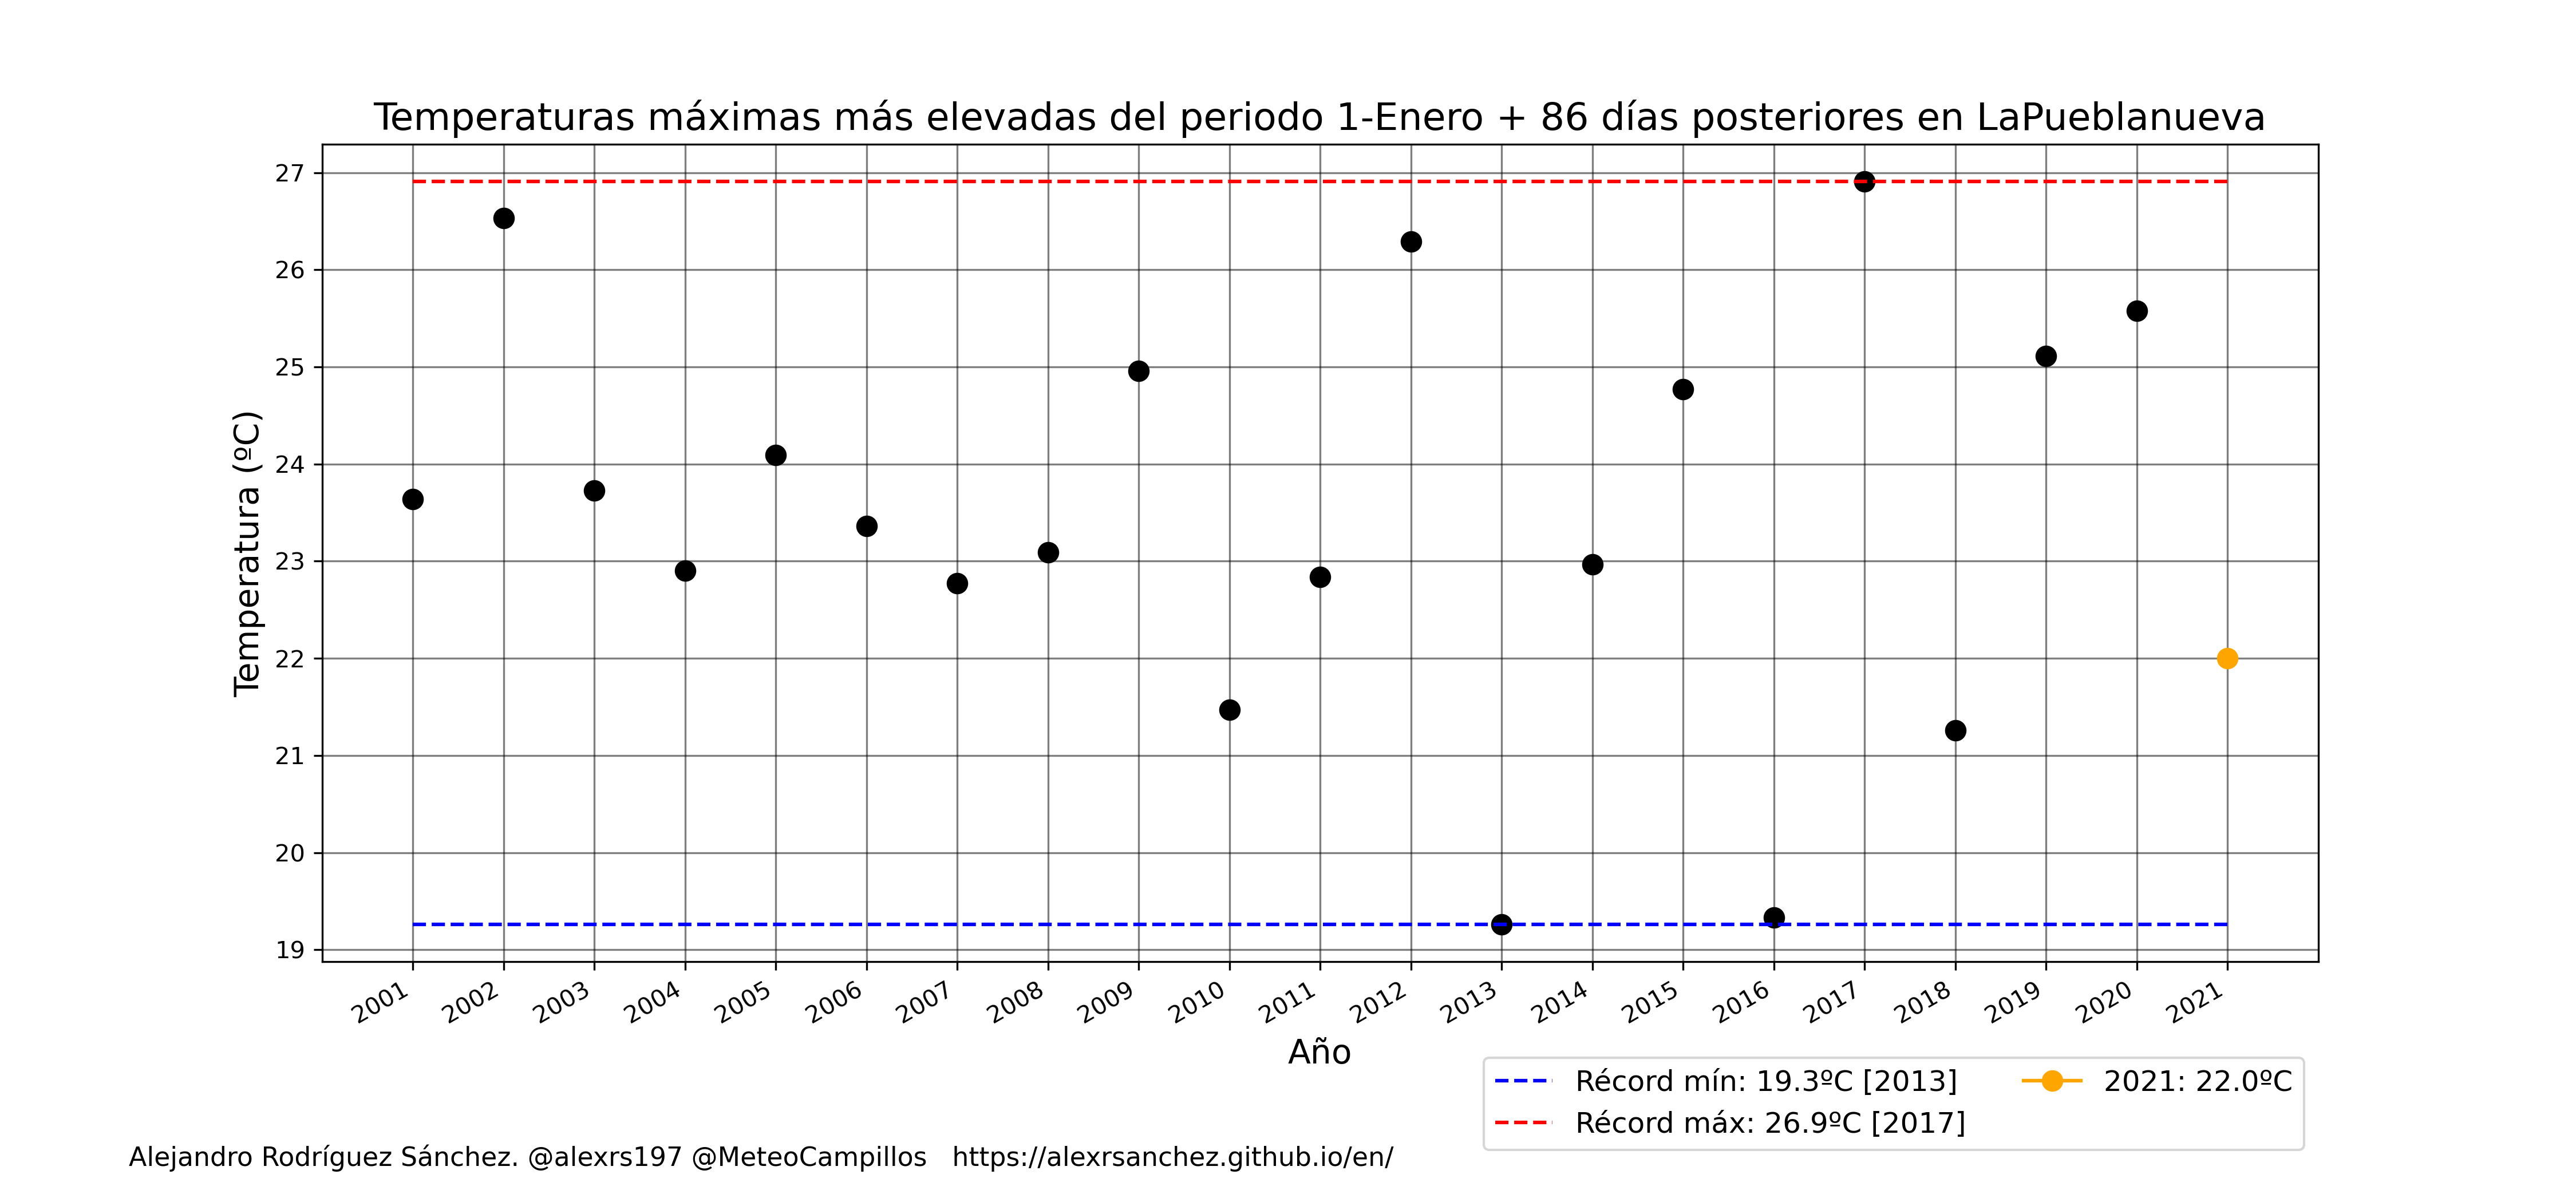 Temperaturas máximas más elevadas del periodo 1-Enero + 86 días posteriores en LaPueblanueva
Temperatura (ºC)
27
26
25
24
23
22
21
20
19
2001 2002 2003 2004 2005 2006 2007 2008 2009 2010 2011 2012 2013 2014 2015 2016 2017 2018 2019 2020 2021
Año
Récord mín: 19.3ºC [2013]
Récord máx: 26.9ºC [2017]
2021: 22.0ºC
Alejandro Rodríguez Sánchez. @alexrs197 @MeteoCampillos https://alexrsanchez.github.io/en/